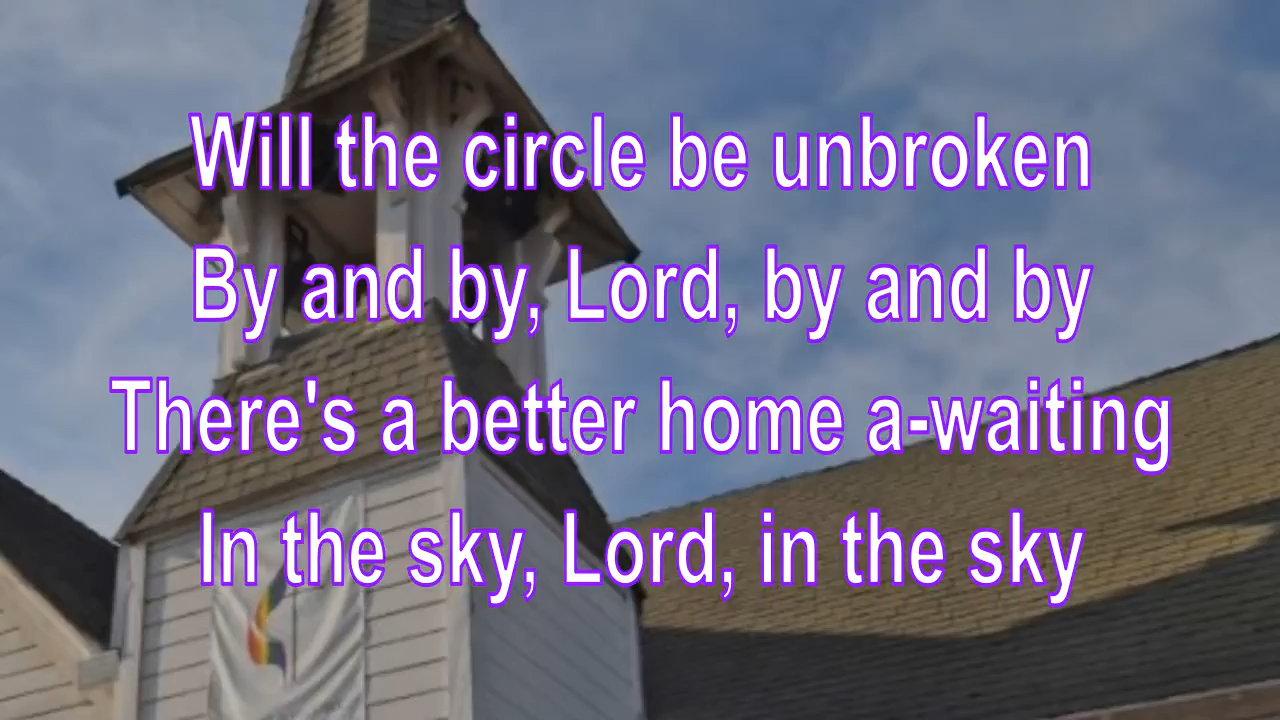 Will the circle be unbroken
By and by, Lord, by and by
There's a better home a-waiting
In the sky, Lord, in the sky